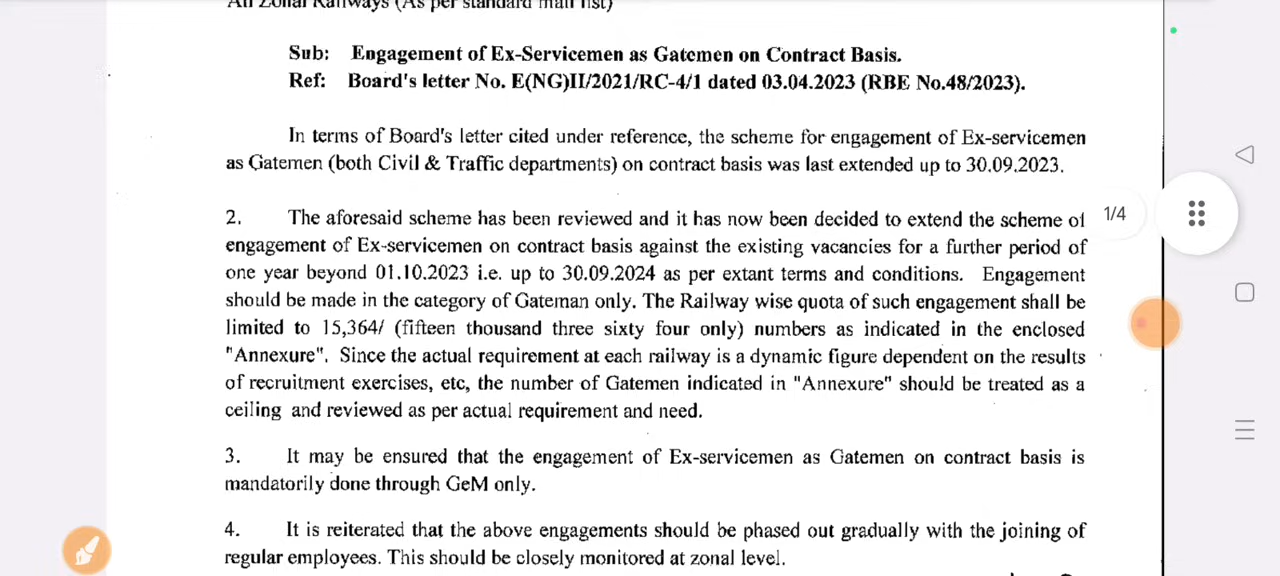 All Zonal Railways (As per standard mail list)
Sub: Engagement of Ex-Servicemen as Gatemen on Contract Basis.
Ref: Board's letter No. E(NG)II/2021/RC-4/1 dated 03.04.2023 (RBE No.48/2023).
In terms of Board's letter cited under reference, the scheme for engagement of Ex-servicemen
as Gatemen (both Civil & Traffic departments) on contract basis was last extended up to 30.09.2023.
2. The aforesaid scheme has been reviewed and it has now been decided to extend the scheme of
1/4
engagement of Ex-servicemen on contract basis against the existing vacancies for a further period of
one year beyond 01.10.2023 i.e. up to 30.09.2024 as per extant terms and conditions. Engagement
should be made in the category of Gateman only. The Railway wise quota of such engagement shall be
limited to 15,364/ (fifteen thousand three sixty four only) numbers as indicated in the enclosed
"Annexure". Since the actual requirement at each railway is a dynamic figure dependent on the results
of recruitment exercises, etc, the number of Gatemen indicated in "Annexure" should be treated as a
ceiling and reviewed as per actual requirement and need.
3. It may be ensured that the engagement of Ex-servicemen as Gatemen on contract basis is
mandatorily done through GeM only.
4. It is reiterated that the above engagements should be phased out gradually with the joining of
regular employees. This should be closely monitored at zonal level.